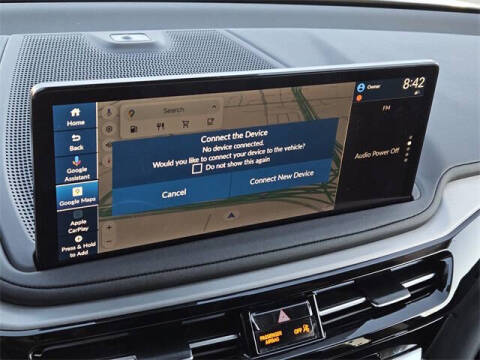 Home
Back
Google
Assistant
Google Maps
Apple
CarPlay
Press & Hold
to Add
Search
Connect the Device
No device connected.
Would you like to connect your device to the vehicle?
Do not show this again
Cancel
Connect New Device
Owner
8:42
FM
Audio Power Off
PASSENGER
AIRBAG
OFF